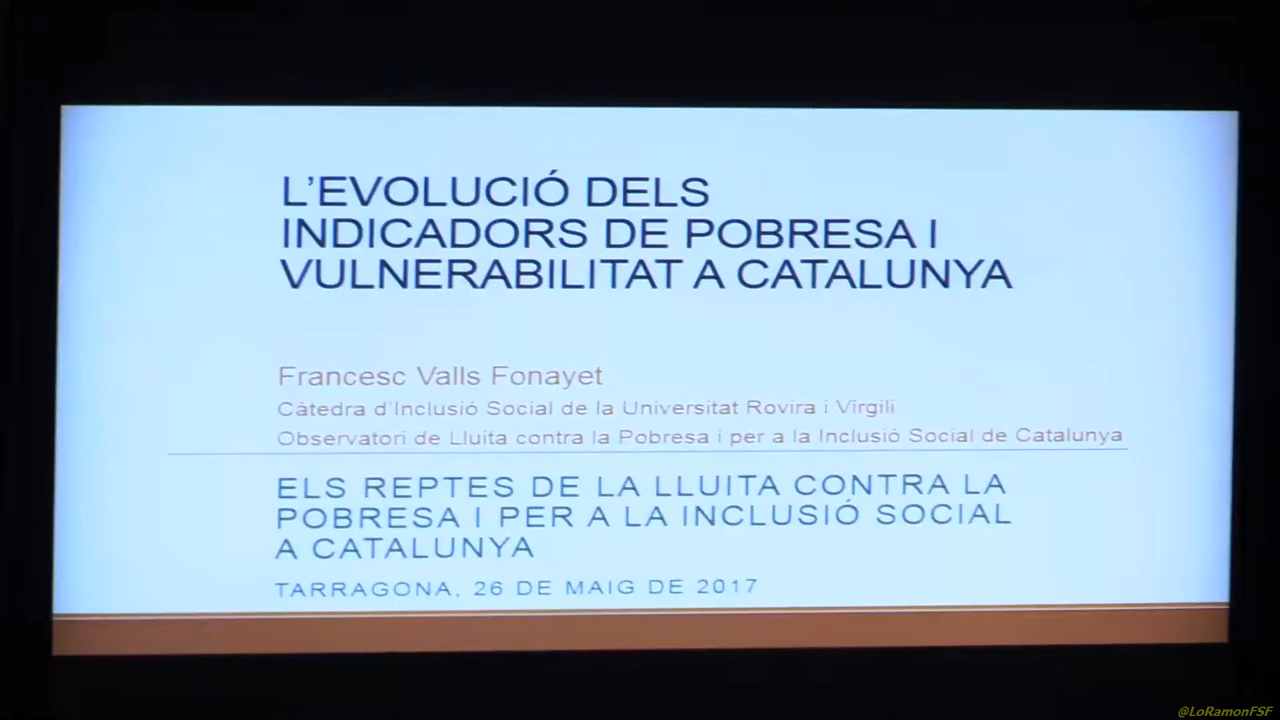 L'EVOLUCIÓ DELS
INDICADORS DE POBRESA I
VULNERABILITAT A CATALUNYA
Francesc Valls Fonayet
Càtedra d'Inclusió Social de la Universitat Rovira i Virgili
Observatori de Lluita contra la Pobresa i per a la Inclusió Social de Catalunya
ELS REPTES DE LA LLUITA CONTRA LA
POBRESA I PER A LA INCLUSIÓ SOCIAL
A CATALUNYA
TARRAGONA, 26 DE MAIG DE 2017
@LoRamonFSF